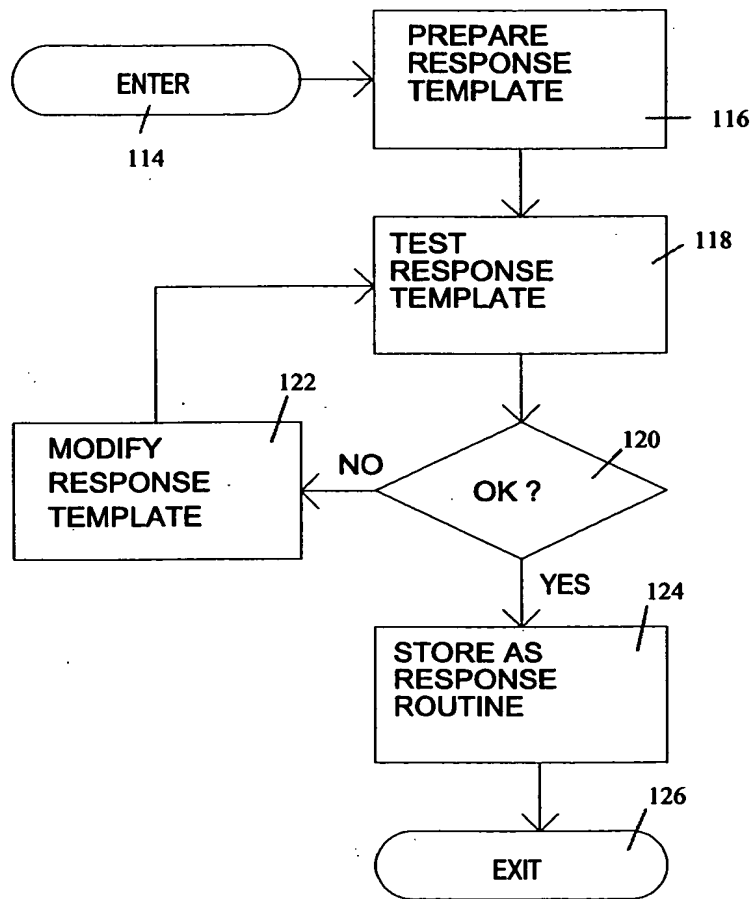 ENTER
114
PREPARE
RESPONSE
TEMPLATE
116
TEST
RESPONSE
TEMPLATE
118
122
MODIFY
RESPONSE
TEMPLATE
NO
OK ?
120
YES
124
STORE AS
RESPONSE
ROUTINE
126
EXIT